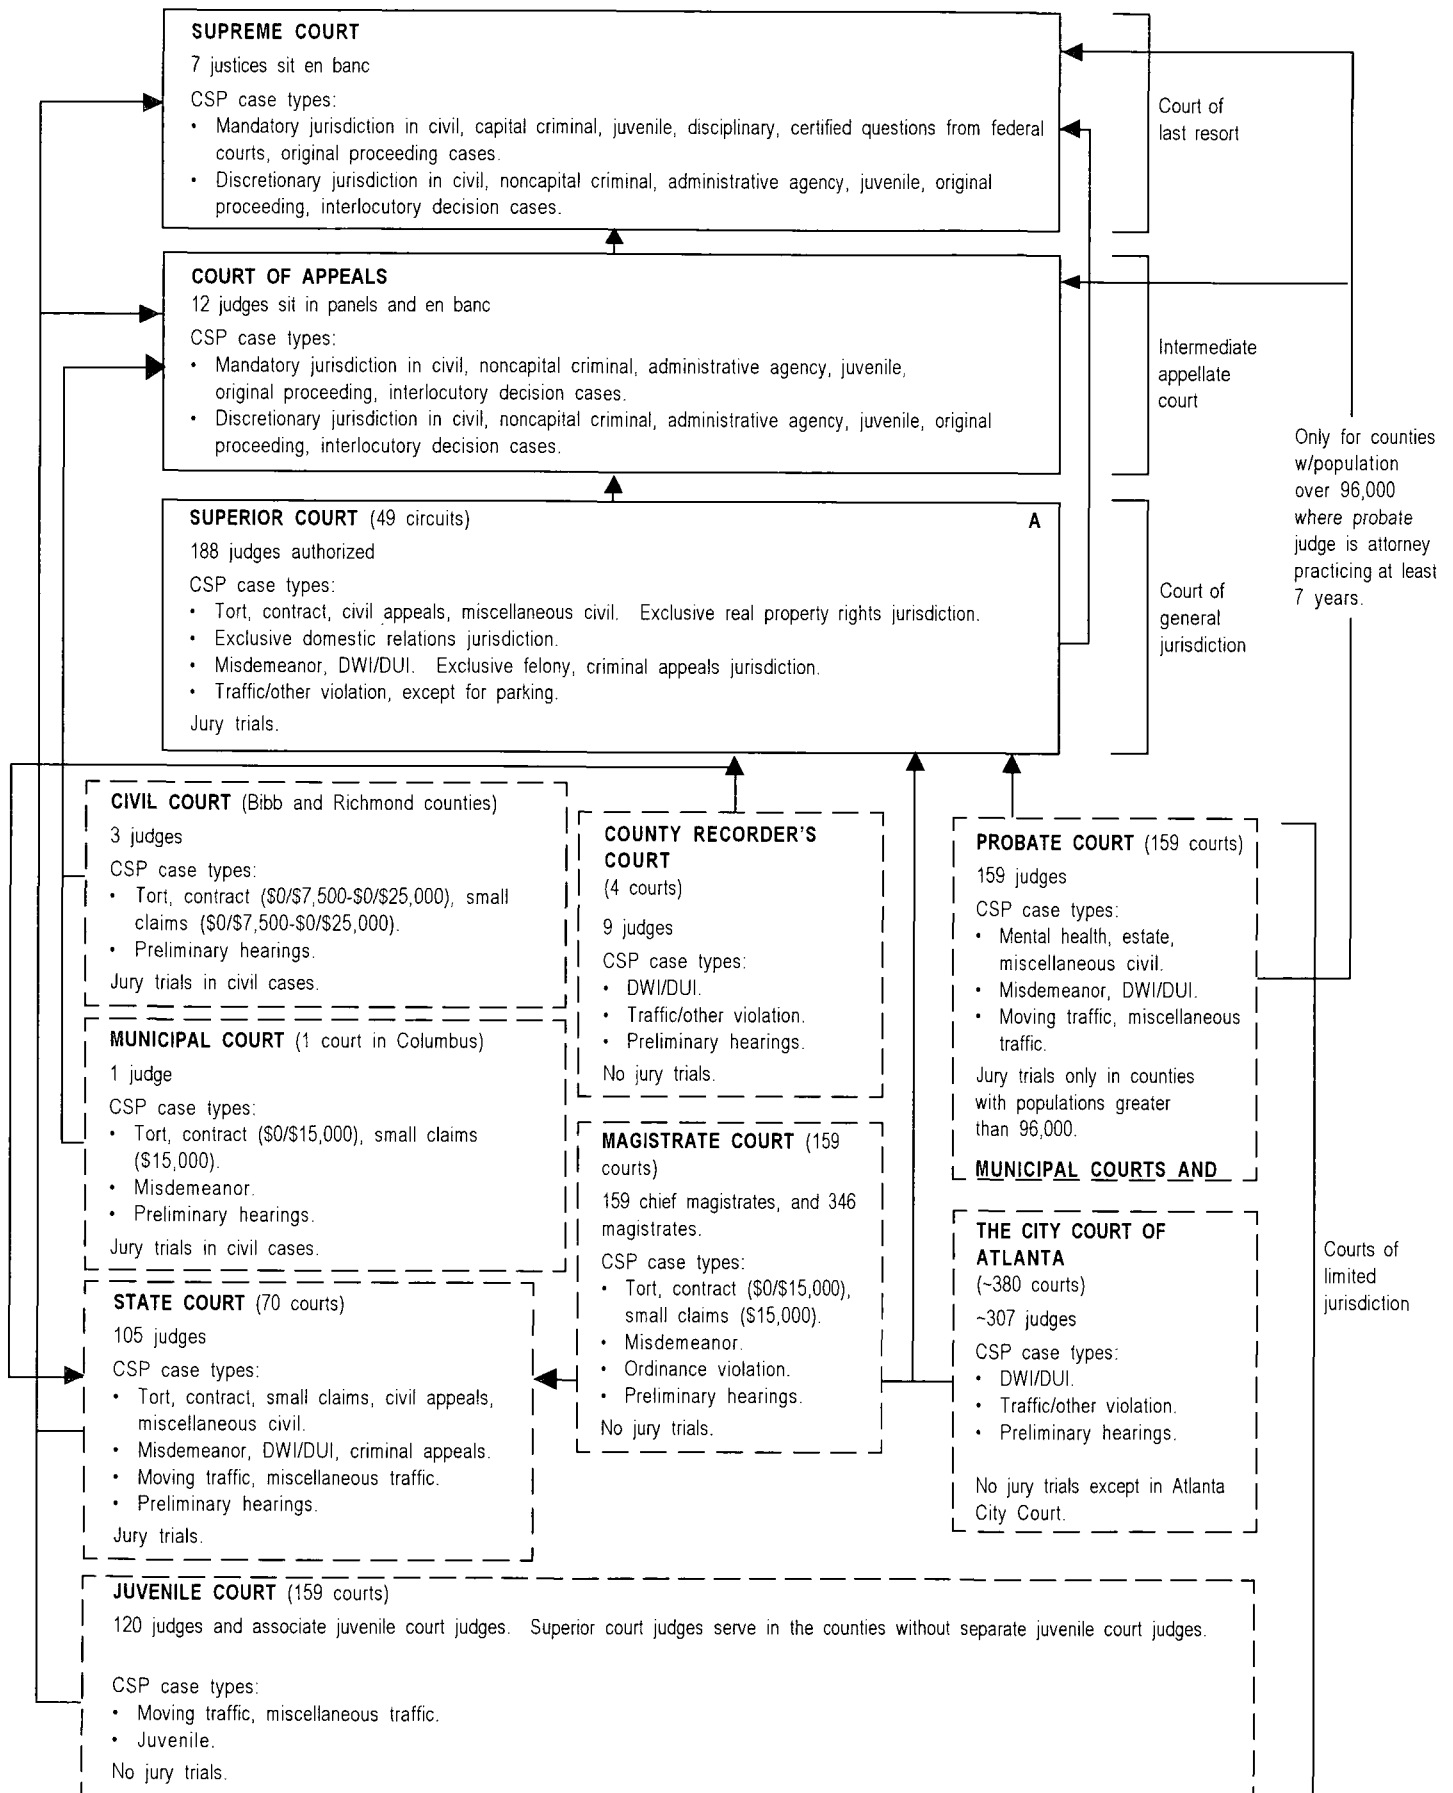 SUPREME COURT
7 justices sit en banc
CSP case types:
• Mandatory jurisdiction in civil, capital criminal, juvenile, disciplinary, certified questions from federal
courts, original proceeding cases.
• Discretionary jurisdiction in civil, noncapital criminal, administrative agency, juvenile, original
proceeding, interlocutory decision cases.
Court of
last resort
COURT OF APPEALS
12 judges sit in panels and en banc
CSP case types:
• Mandatory jurisdiction in civil, noncapital criminal, administrative agency, juvenile,
original proceeding, interlocutory decision cases.
• Discretionary jurisdiction in civil, noncapital criminal, administrative agency, juvenile, original
proceeding, interlocutory decision cases.
Intermediate
appellate
court
Only for counties
w/population
over 96,000
where probate
judge is attorney
practicing at least
7 years.
SUPERIOR COURT (49 circuits)
A
188 judges authorized
CSP case types:
• Tort, contract, civil appeals, miscellaneous civil. Exclusive real property rights jurisdiction.
• Exclusive domestic relations jurisdiction.
• Misdemeanor, DWI/DUI. Exclusive felony, criminal appeals jurisdiction.
• Traffic/other violation, except for parking.
Jury trials.
Court of
general
jurisdiction
CIVIL COURT (Bibb and Richmond counties)
3 judges
CSP case types:
• Tort, contract ($0/$7,500-$0/$25,000), small
claims ($0/$7,500-$0/$25,000).
• Preliminary hearings.
Jury trials in civil cases.
MUNICIPAL COURT (1 court in Columbus)
1 judge
CSP case types:
• Tort, contract ($0/$15,000), small claims
($15,000).
• Misdemeanor.
• Preliminary hearings.
Jury trials in civil cases.
STATE COURT (70 courts)
105 judges
CSP case types:
• Tort, contract, small claims, civil appeals,
miscellaneous civil.
• Misdemeanor, DWI/DUI, criminal appeals.
• Moving traffic, miscellaneous traffic.
• Preliminary hearings.
Jury trials.
COUNTY RECORDER'S
COURT
(4 courts)
9 judges
CSP case types:
• DWI/DUI.
• Traffic/other violation.
• Preliminary hearings.
No jury trials.
MAGISTRATE COURT (159
courts)
159 chief magistrates, and 346
magistrates.
CSP case types:
• Tort, contract ($0/$15,000),
small claims ($15,000).
• Misdemeanor.
• Ordinance violation.
• Preliminary hearings.
No jury trials.
PROBATE COURT (159 courts)
159 judges
CSP case types:
• Mental health, estate,
miscellaneous civil.
• Misdemeanor, DWI/DUI.
• Moving traffic, miscellaneous
traffic.
Jury trials only in counties
with populations greater
than 96,000.
MUNICIPAL COURTS AND
THE CITY COURT OF
ATLANTA
(~380 courts)
~307 judges
CSP case types:
• DWI/DUI.
• Traffic/other violation.
• Preliminary hearings.
No jury trials except in Atlanta
City Court.
Courts of
limited
jurisdiction
JUVENILE COURT (159 courts)
120 judges and associate juvenile court judges. Superior court judges serve in the counties without separate juvenile court judges.
CSP case types:
• Moving traffic, miscellaneous traffic.
• Juvenile.
No jury trials.